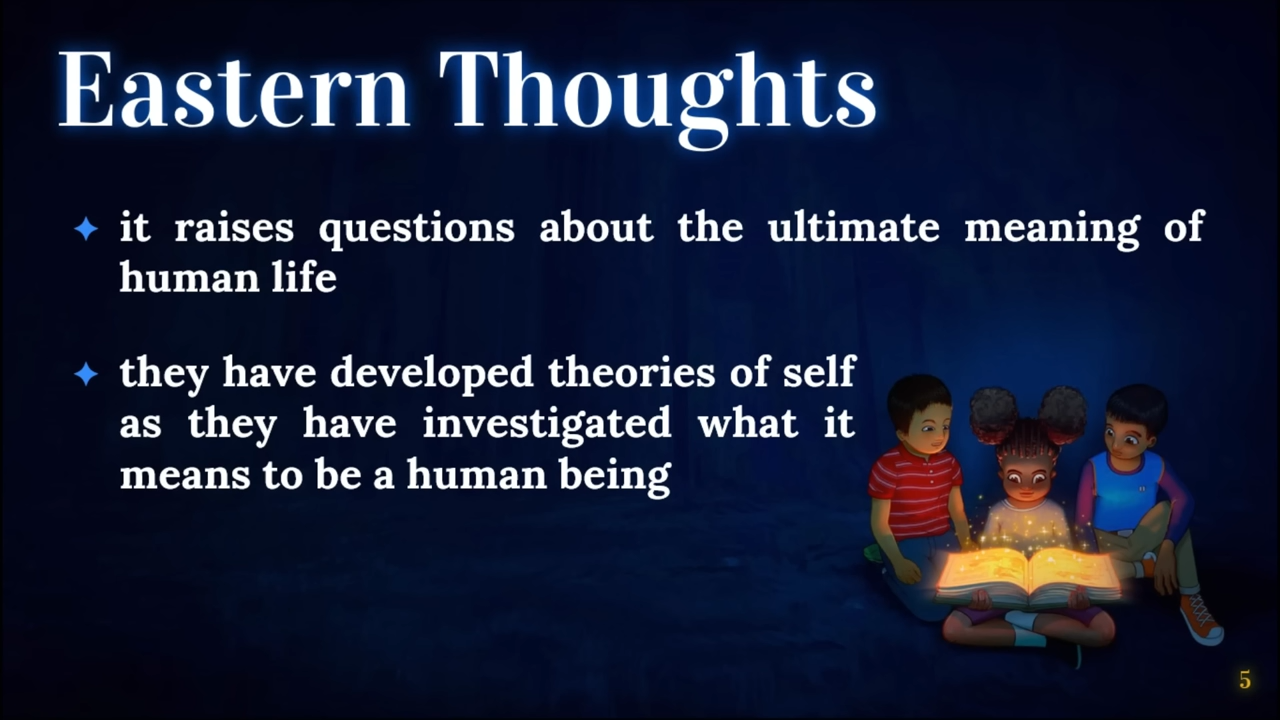 Eastern Thoughts
it raises questions about the ultimate meaning of
human life
they have developed theories of self
as they have investigated what it
means to be a human being
5